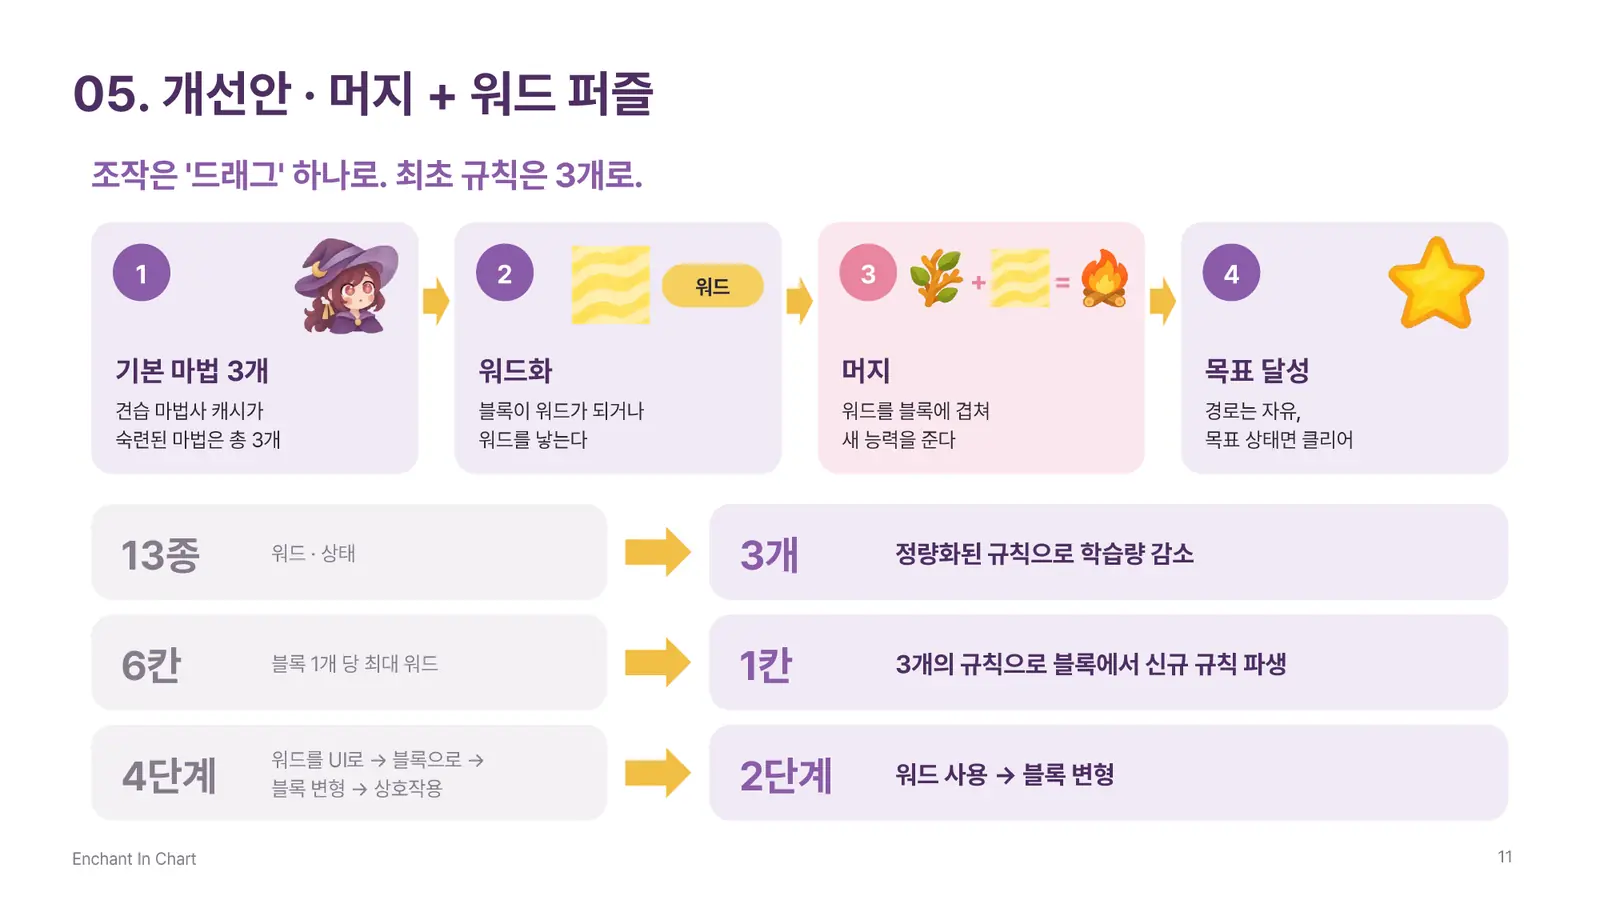 05. 개선안 · 머지 + 워드 퍼즐
조작은 '드래그' 하나로. 최초 규칙은 3개로.
1
기본 마법 3개
견습 마법사 캐시가
숙련된 마법은 총 3개
2
워드
워드화
블록이 워드가 되거나
워드를 낳는다
3
+
=
머지
워드를 블록에 겹쳐
새 능력을 준다
4
목표 달성
경로는 자유,
목표 상태면 클리어
13종
워드 · 상태
3개
정량화된 규칙으로 학습량 감소
6칸
블록 1개 당 최대 워드
1칸
3개의 규칙으로 블록에서 신규 규칙 파생
4단계
워드를 UI로 → 블록으로 →
블록 변형 → 상호작용
2단계
워드 사용 → 블록 변형
Enchant In Chart
11